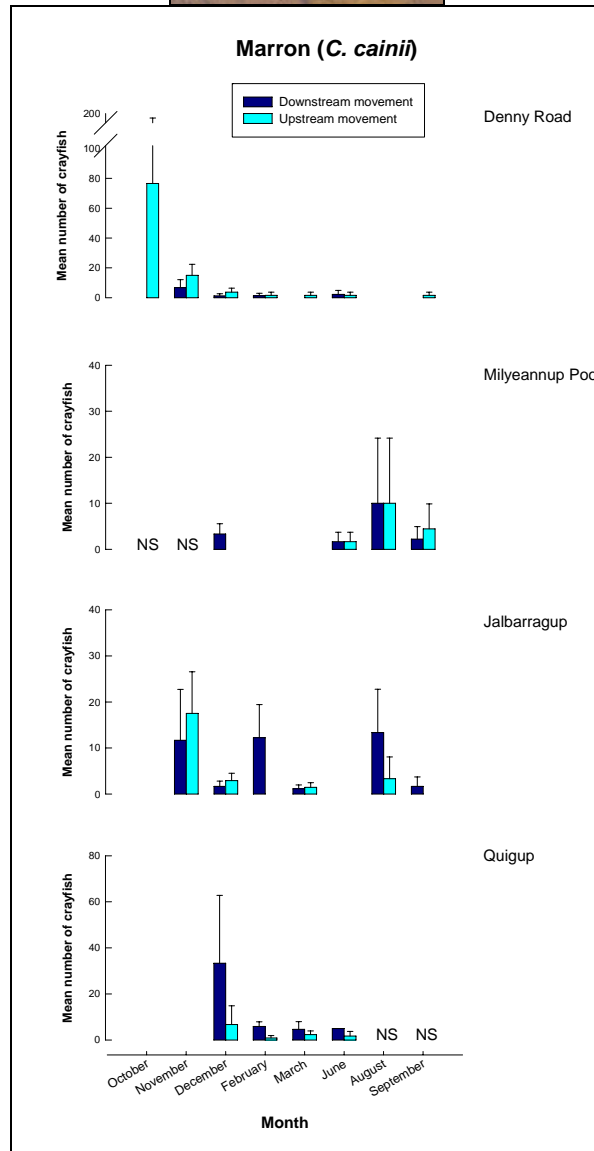 Marron (C. cainii)
Downstream movement
Upstream movement
Denny Road
Mean number of crayfish
200
100
80
60
40
20
0
Milyeannup Poo
Mean number of crayfish
40
30
20
10
0
NS NS
Jalbarragup
Mean number of crayfish
40
30
20
10
0
Quigup
Mean number of crayfish
80
60
40
20
0
NS NS
October November December February March June August September
Month